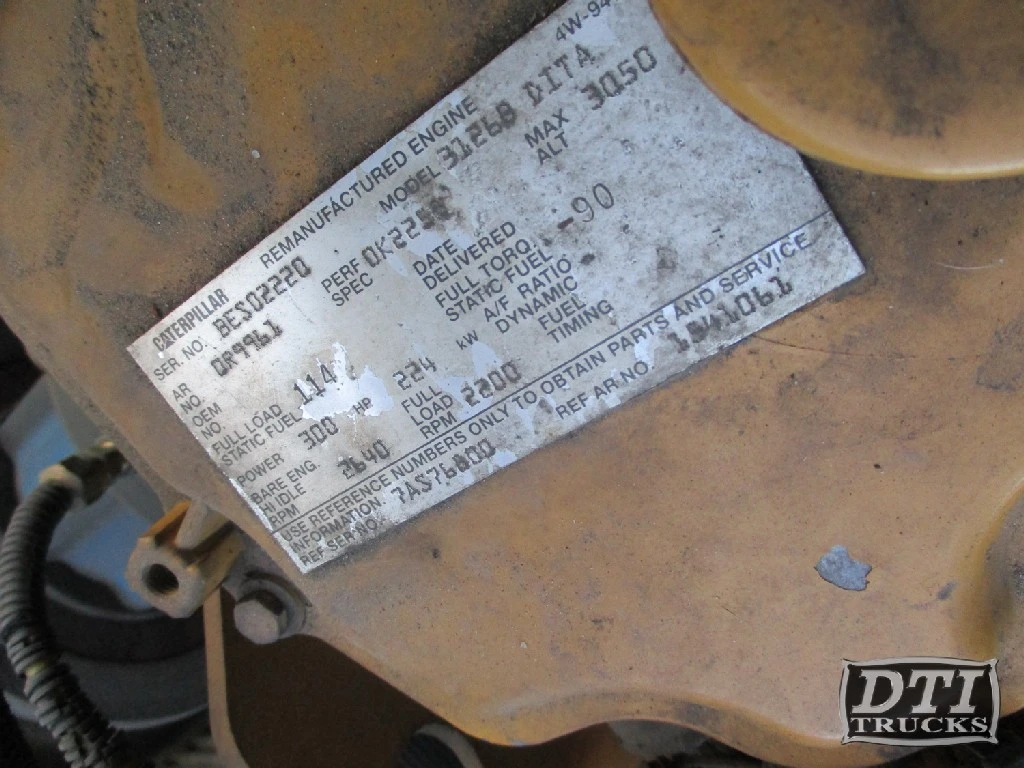 CATERPILLAR REMANUFACTURED ENGINE 4W-94
SER. NO. BES02220 MODEL 3126B DITA
AR NO. 0R9961 PERF SPEC MAX ALT 3050
OEM NO. DATE DELIVERED
FULL LOAD STATIC FUEL FULL TORQ. STATIC FUEL -90
A/F RATIO DYNAMIC
POWER 300 HP 224 kW FUEL TIMING
BARE ENG. HI IDLE RPM 2640 FULL LOAD RPM 2200
USE REFERENCE NUMBERS ONLY TO OBTAIN PARTS AND SERVICE
INFORMATION.
REF SER. NO. REF AR NO. 1541061
DTI
TRUCKS